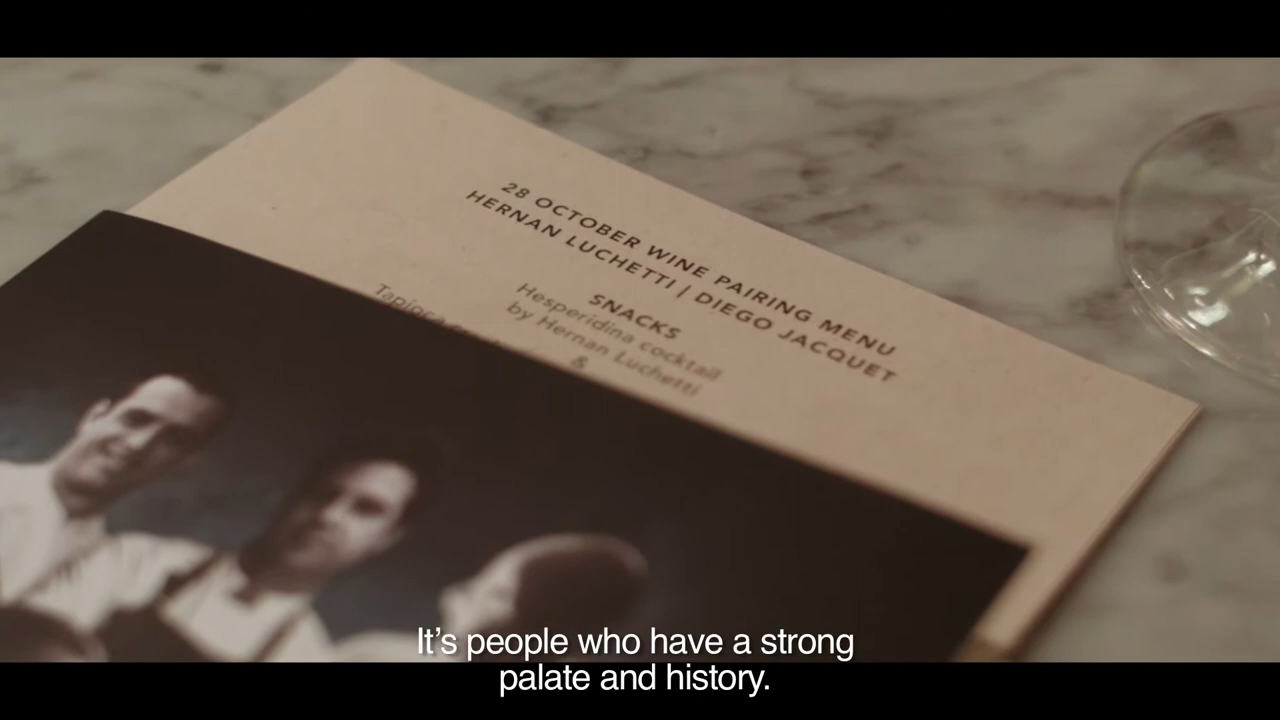 28 OCTOBER WINE PAIRING MENU
HERNAN LUCHETTI / DIEGO JACQUET
SNACKS
Hesperidina cocktail
by Hernan Luchetti
&
Tapioca
It's people who have a strong
palate and history.